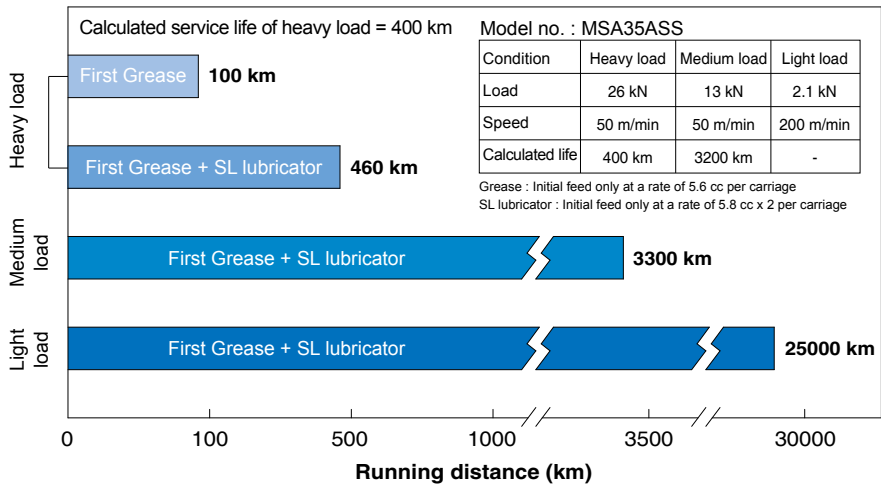 Calculated service life of heavy load = 400 km
Model no. : MSA35ASS
Condition Heavy load Medium load Light load
Load 26 kN 13 kN 2.1 kN
Speed 50 m/min 50 m/min 200 m/min
Calculated life 400 km 3200 km -
Grease : Initial feed only at a rate of 5.6 cc per carriage
SL lubricator : Initial feed only at a rate of 5.8 cc x 2 per carriage
Heavy load
First Grease 100 km
First Grease + SL lubricator 460 km
Medium
load
First Grease + SL lubricator 3300 km
Light
load
First Grease + SL lubricator 25000 km
0 100 500 1000 3500 30000
Running distance (km)